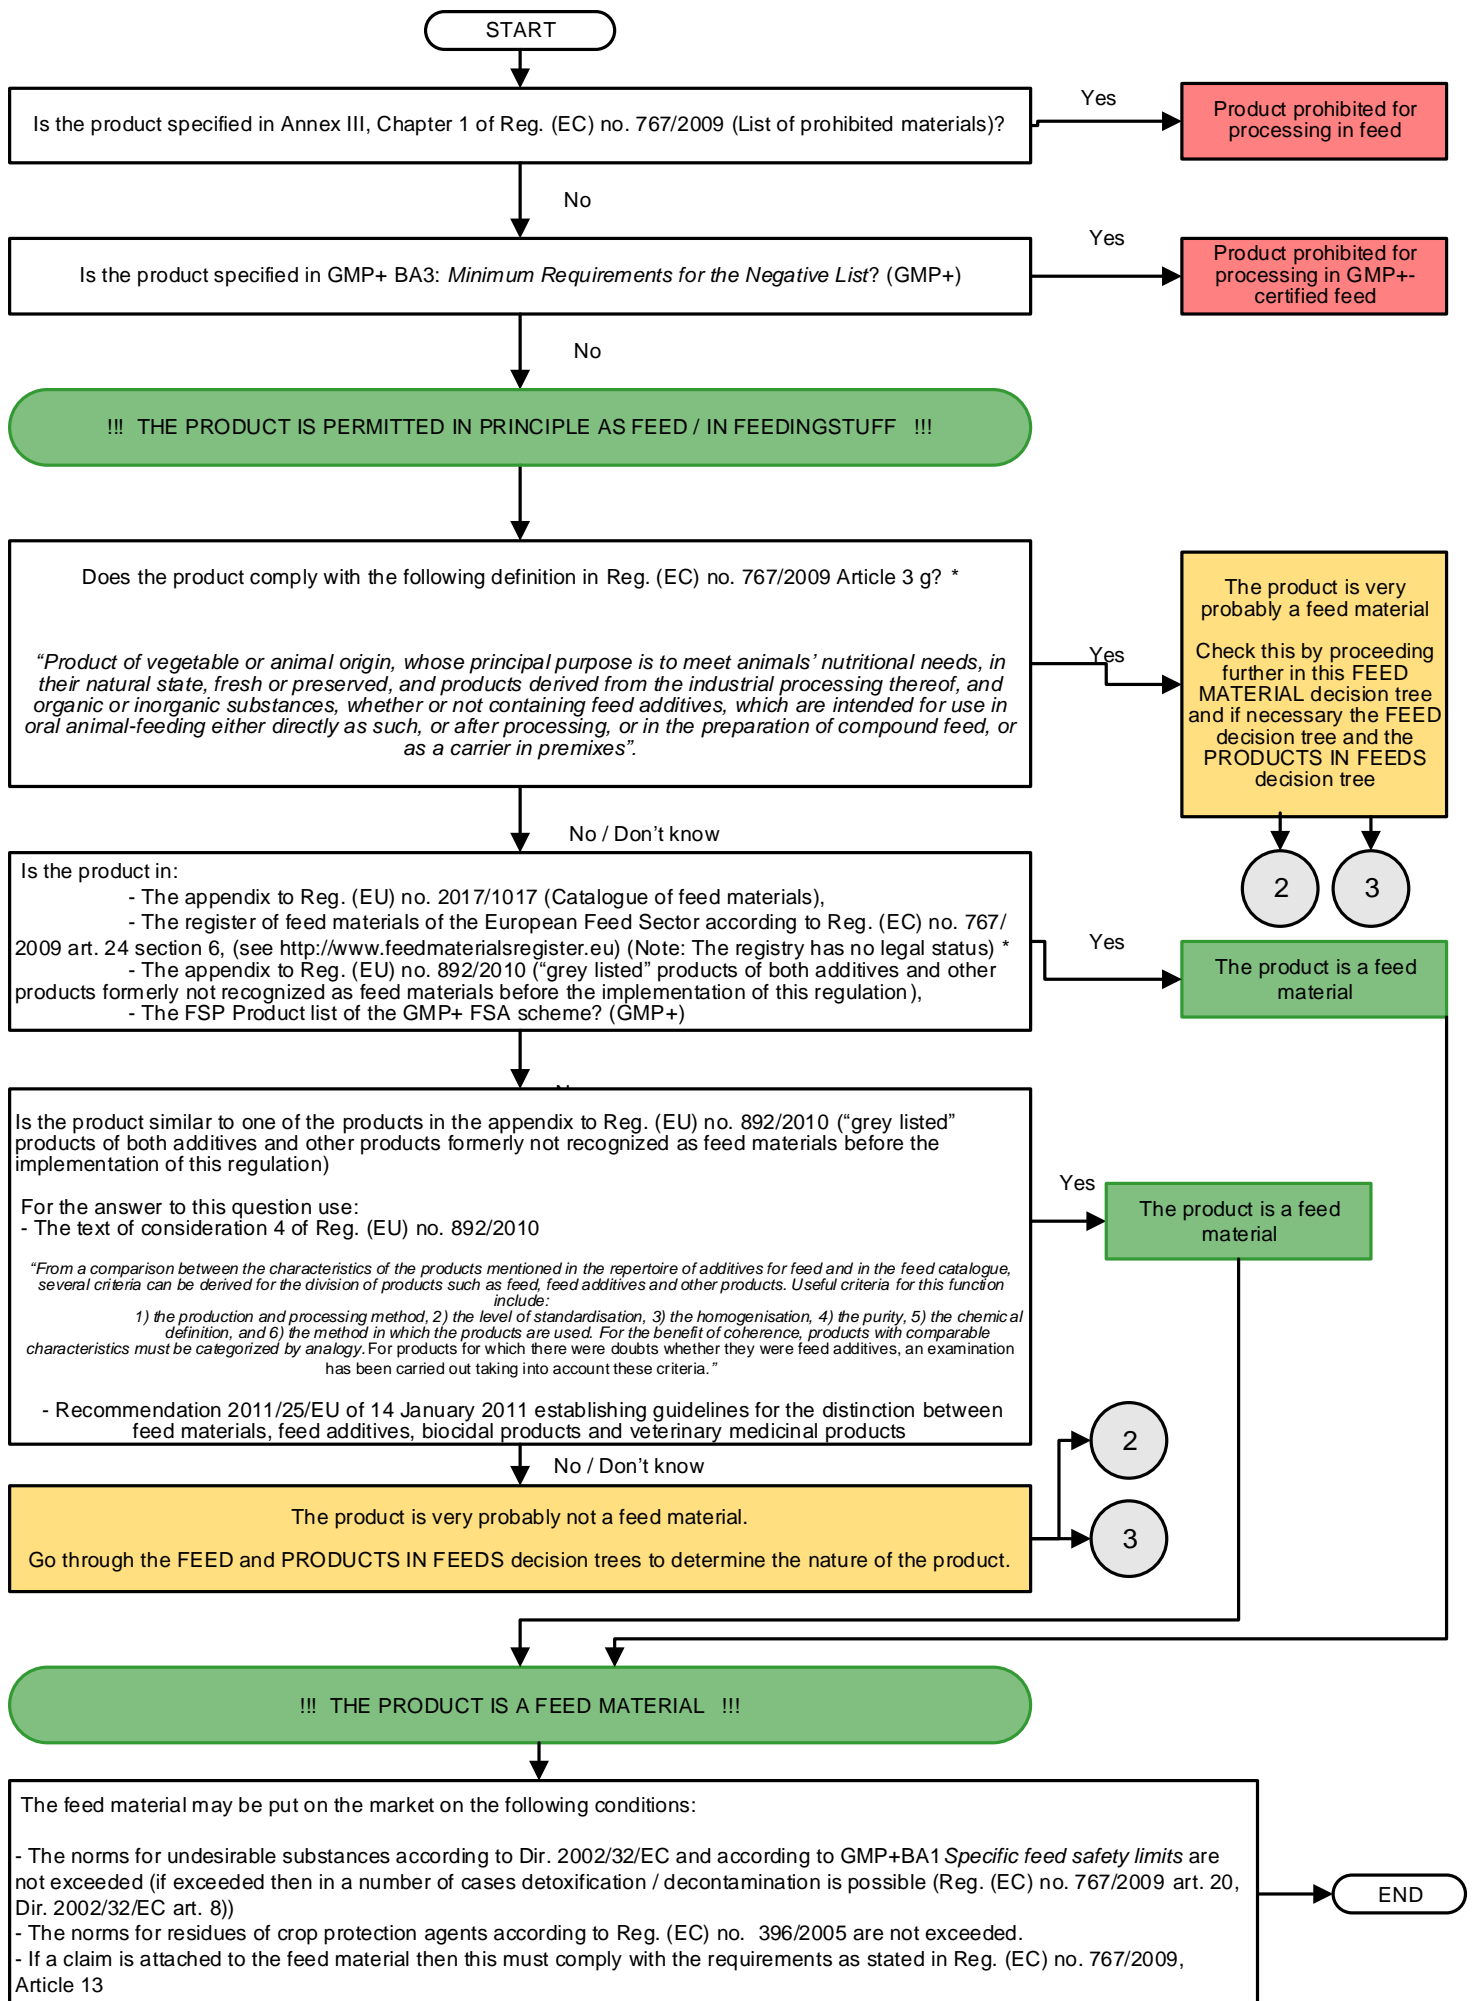 START
Is the product specified in Annex III, Chapter 1 of Reg. (EC) no. 767/2009 (List of prohibited materials)?
Yes
Product prohibited for
processing in feed
No
Is the product specified in GMP+ BA3: Minimum Requirements for the Negative List? (GMP+)
Yes
Product prohibited for
processing in GMP+-
certified feed
No
!!! THE PRODUCT IS PERMITTED IN PRINCIPLE AS FEED / IN FEEDINGSTUFF !!!
Does the product comply with the following definition in Reg. (EC) no. 767/2009 Article 3 g? *
“Product of vegetable or animal origin, whose principal purpose is to meet animals’ nutritional needs, in
their natural state, fresh or preserved, and products derived from the industrial processing thereof, and
organic or inorganic substances, whether or not containing feed additives, which are intended for use in
oral animal-feeding either directly as such, or after processing, or in the preparation of compound feed, or
as a carrier in premixes”.
Yes
The product is very
probably a feed material
Check this by proceeding
further in this FEED
MATERIAL decision tree
and if necessary the FEED
decision tree and the
PRODUCTS IN FEEDS
decision tree
2
3
No / Don’t know
Is the product in:
- The appendix to Reg. (EU) no. 2017/1017 (Catalogue of feed materials),
- The register of feed materials of the European Feed Sector according to Reg. (EC) no. 767/
2009 art. 24 section 6, (see http://www.feedmaterialsregister.eu) (Note: The registry has no legal status) *
- The appendix to Reg. (EU) no. 892/2010 (“grey listed” products of both additives and other
products formerly not recognized as feed materials before the implementation of this regulation),
- The FSP Product list of the GMP+ FSA scheme? (GMP+)
Yes
The product is a feed
material
Is the product similar to one of the products in the appendix to Reg. (EU) no. 892/2010 (“grey listed”
products of both additives and other products formerly not recognized as feed materials before the
implementation of this regulation)
For the answer to this question use:
- The text of consideration 4 of Reg. (EU) no. 892/2010
“From a comparison between the characteristics of the products mentioned in the repertoire of additives for feed and in the feed catalogue,
several criteria can be derived for the division of products such as feed, feed additives and other products. Useful criteria for this function
include:
1) the production and processing method, 2) the level of standardisation, 3) the homogenisation, 4) the purity, 5) the chemical
definition, and 6) the method in which the products are used. For the benefit of coherence, products with comparable
characteristics must be categorized by analogy. For products for which there were doubts whether they were feed additives, an examination
has been carried out taking into account these criteria.”
- Recommendation 2011/25/EU of 14 January 2011 establishing guidelines for the distinction between
feed materials, feed additives, biocidal products and veterinary medicinal products
Yes
The product is a feed
material
No / Don’t know
2
3
The product is very probably not a feed material.
Go through the FEED and PRODUCTS IN FEEDS decision trees to determine the nature of the product.
!!! THE PRODUCT IS A FEED MATERIAL !!!
The feed material may be put on the market on the following conditions:
- The norms for undesirable substances according to Dir. 2002/32/EC and according to GMP+BA1 Specific feed safety limits are
not exceeded (if exceeded then in a number of cases detoxification / decontamination is possible (Reg. (EC) no. 767/2009 art. 20,
Dir. 2002/32/EC art. 8))
- The norms for residues of crop protection agents according to Reg. (EC) no. 396/2005 are not exceeded.
- If a claim is attached to the feed material then this must comply with the requirements as stated in Reg. (EC) no. 767/2009,
Article 13
END